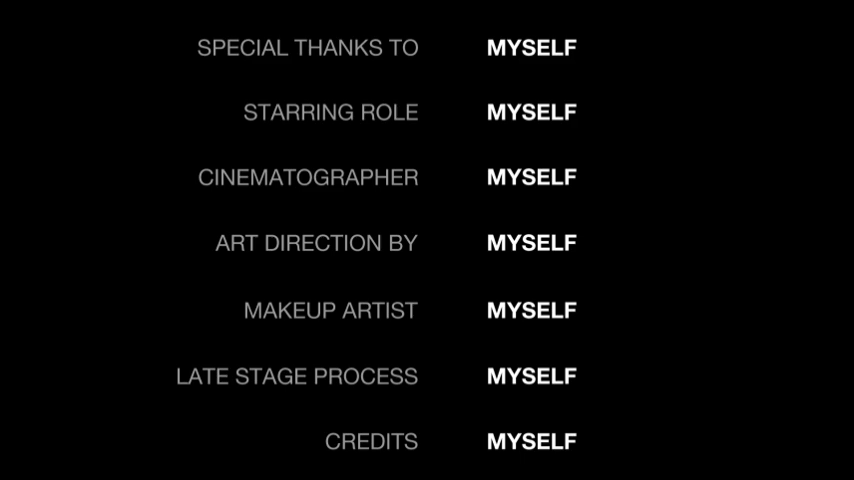 SPECIAL THANKS TO MYSELF
STARRING ROLE MYSELF
CINEMATOGRAPHER MYSELF
ART DIRECTION BY MYSELF
MAKEUP ARTIST MYSELF
LATE STAGE PROCESS MYSELF
CREDITS MYSELF